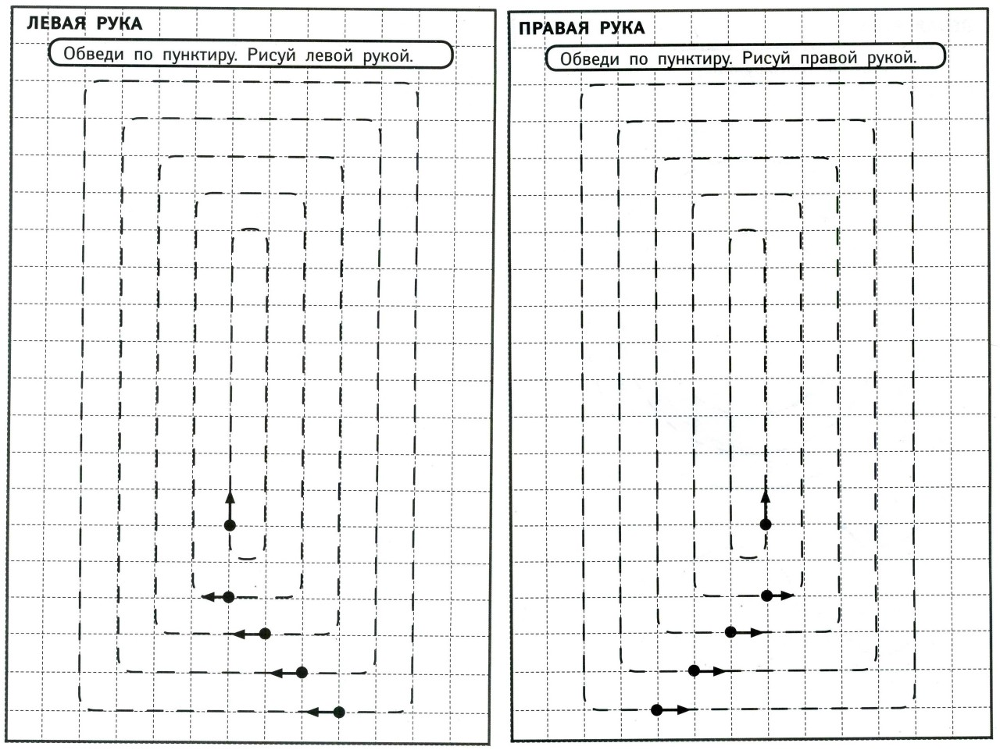 ЛЕВАЯ РУКА
Обведи по пунктиру. Рисуй левой рукой.
ПРАВАЯ РУКА
Обведи по пунктиру. Рисуй правой рукой.